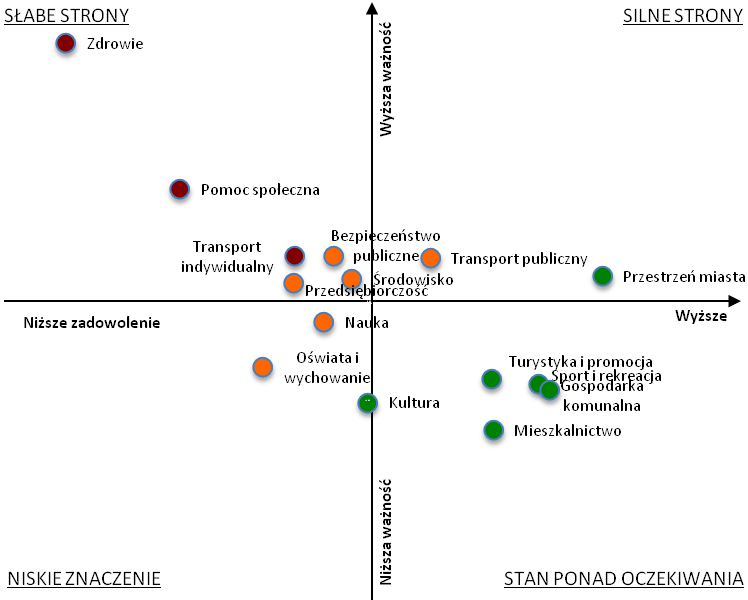 SŁABE STRONY
SILNE STRONY
Zdrowie
Wyższa ważność
Pomoc społeczna
Bezpieczeństwo
publiczne
Transport
indywidualny
Transport publiczny
Środowisko
Przestrzeń miasta
Przedsiębiorczość
Niższe zadowolenie
Wyższe
Nauka
Oświata i
wychowanie
Turystyka i promocja
Sport i rekreacja
Gospodarka
komunalna
Kultura
Mieszkalnictwo
Niższa ważność
NISKIE ZNACZENIE
STAN PONAD OCZEKIWANIA